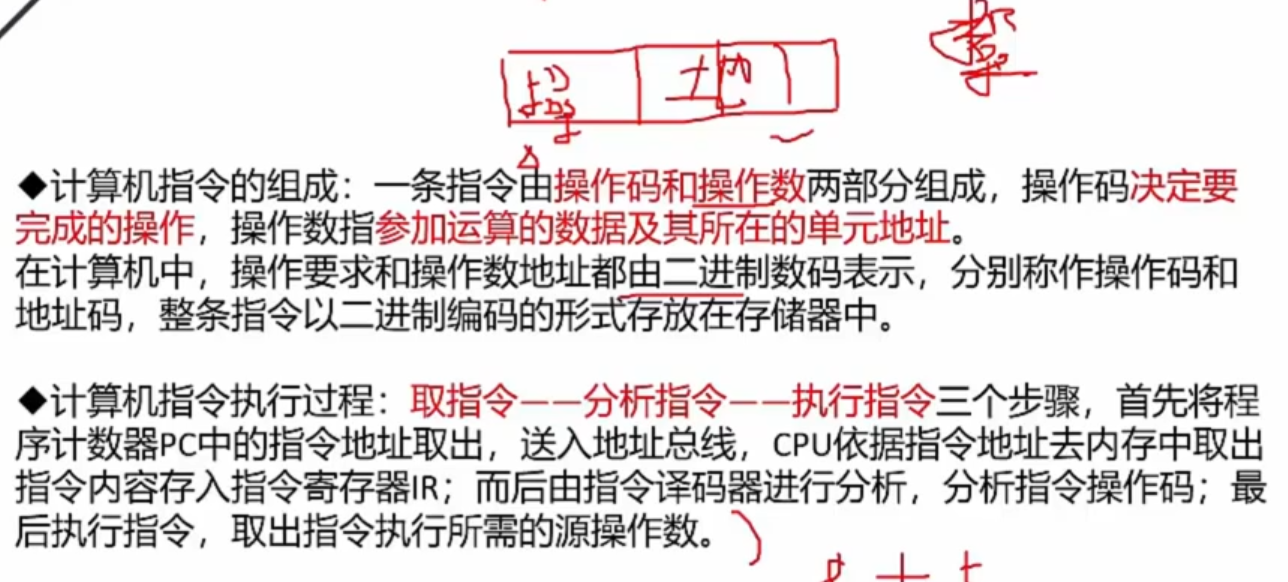 操 地
◆计算机指令的组成：一条指令由操作码和操作数两部分组成，操作码决定要
完成的操作，操作数指参加运算的数据及其所在的单元地址。
在计算机中，操作要求和操作数地址都由二进制数码表示，分别称作操作码和
地址码，整条指令以二进制编码的形式存放在存储器中。
◆计算机指令执行过程：取指令——分析指令——执行指令三个步骤，首先将程
序计数器PC中的指令地址取出，送入地址总线，CPU依据指令地址去内存中取出
指令内容存入指令寄存器IR；而后由指令译码器进行分析，分析指令操作码；最
后执行指令，取出指令执行所需的源操作数。